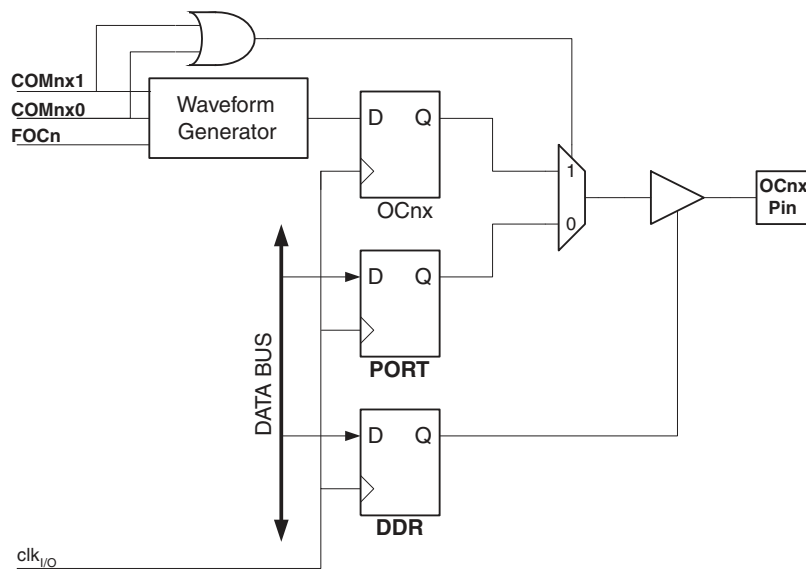 COMnx1
COMnx0
FOCn
Waveform
Generator
D Q
OCnx
1
0
OCnx
Pin
D Q
PORT
DATA BUS
D Q
DDR
clkI/O